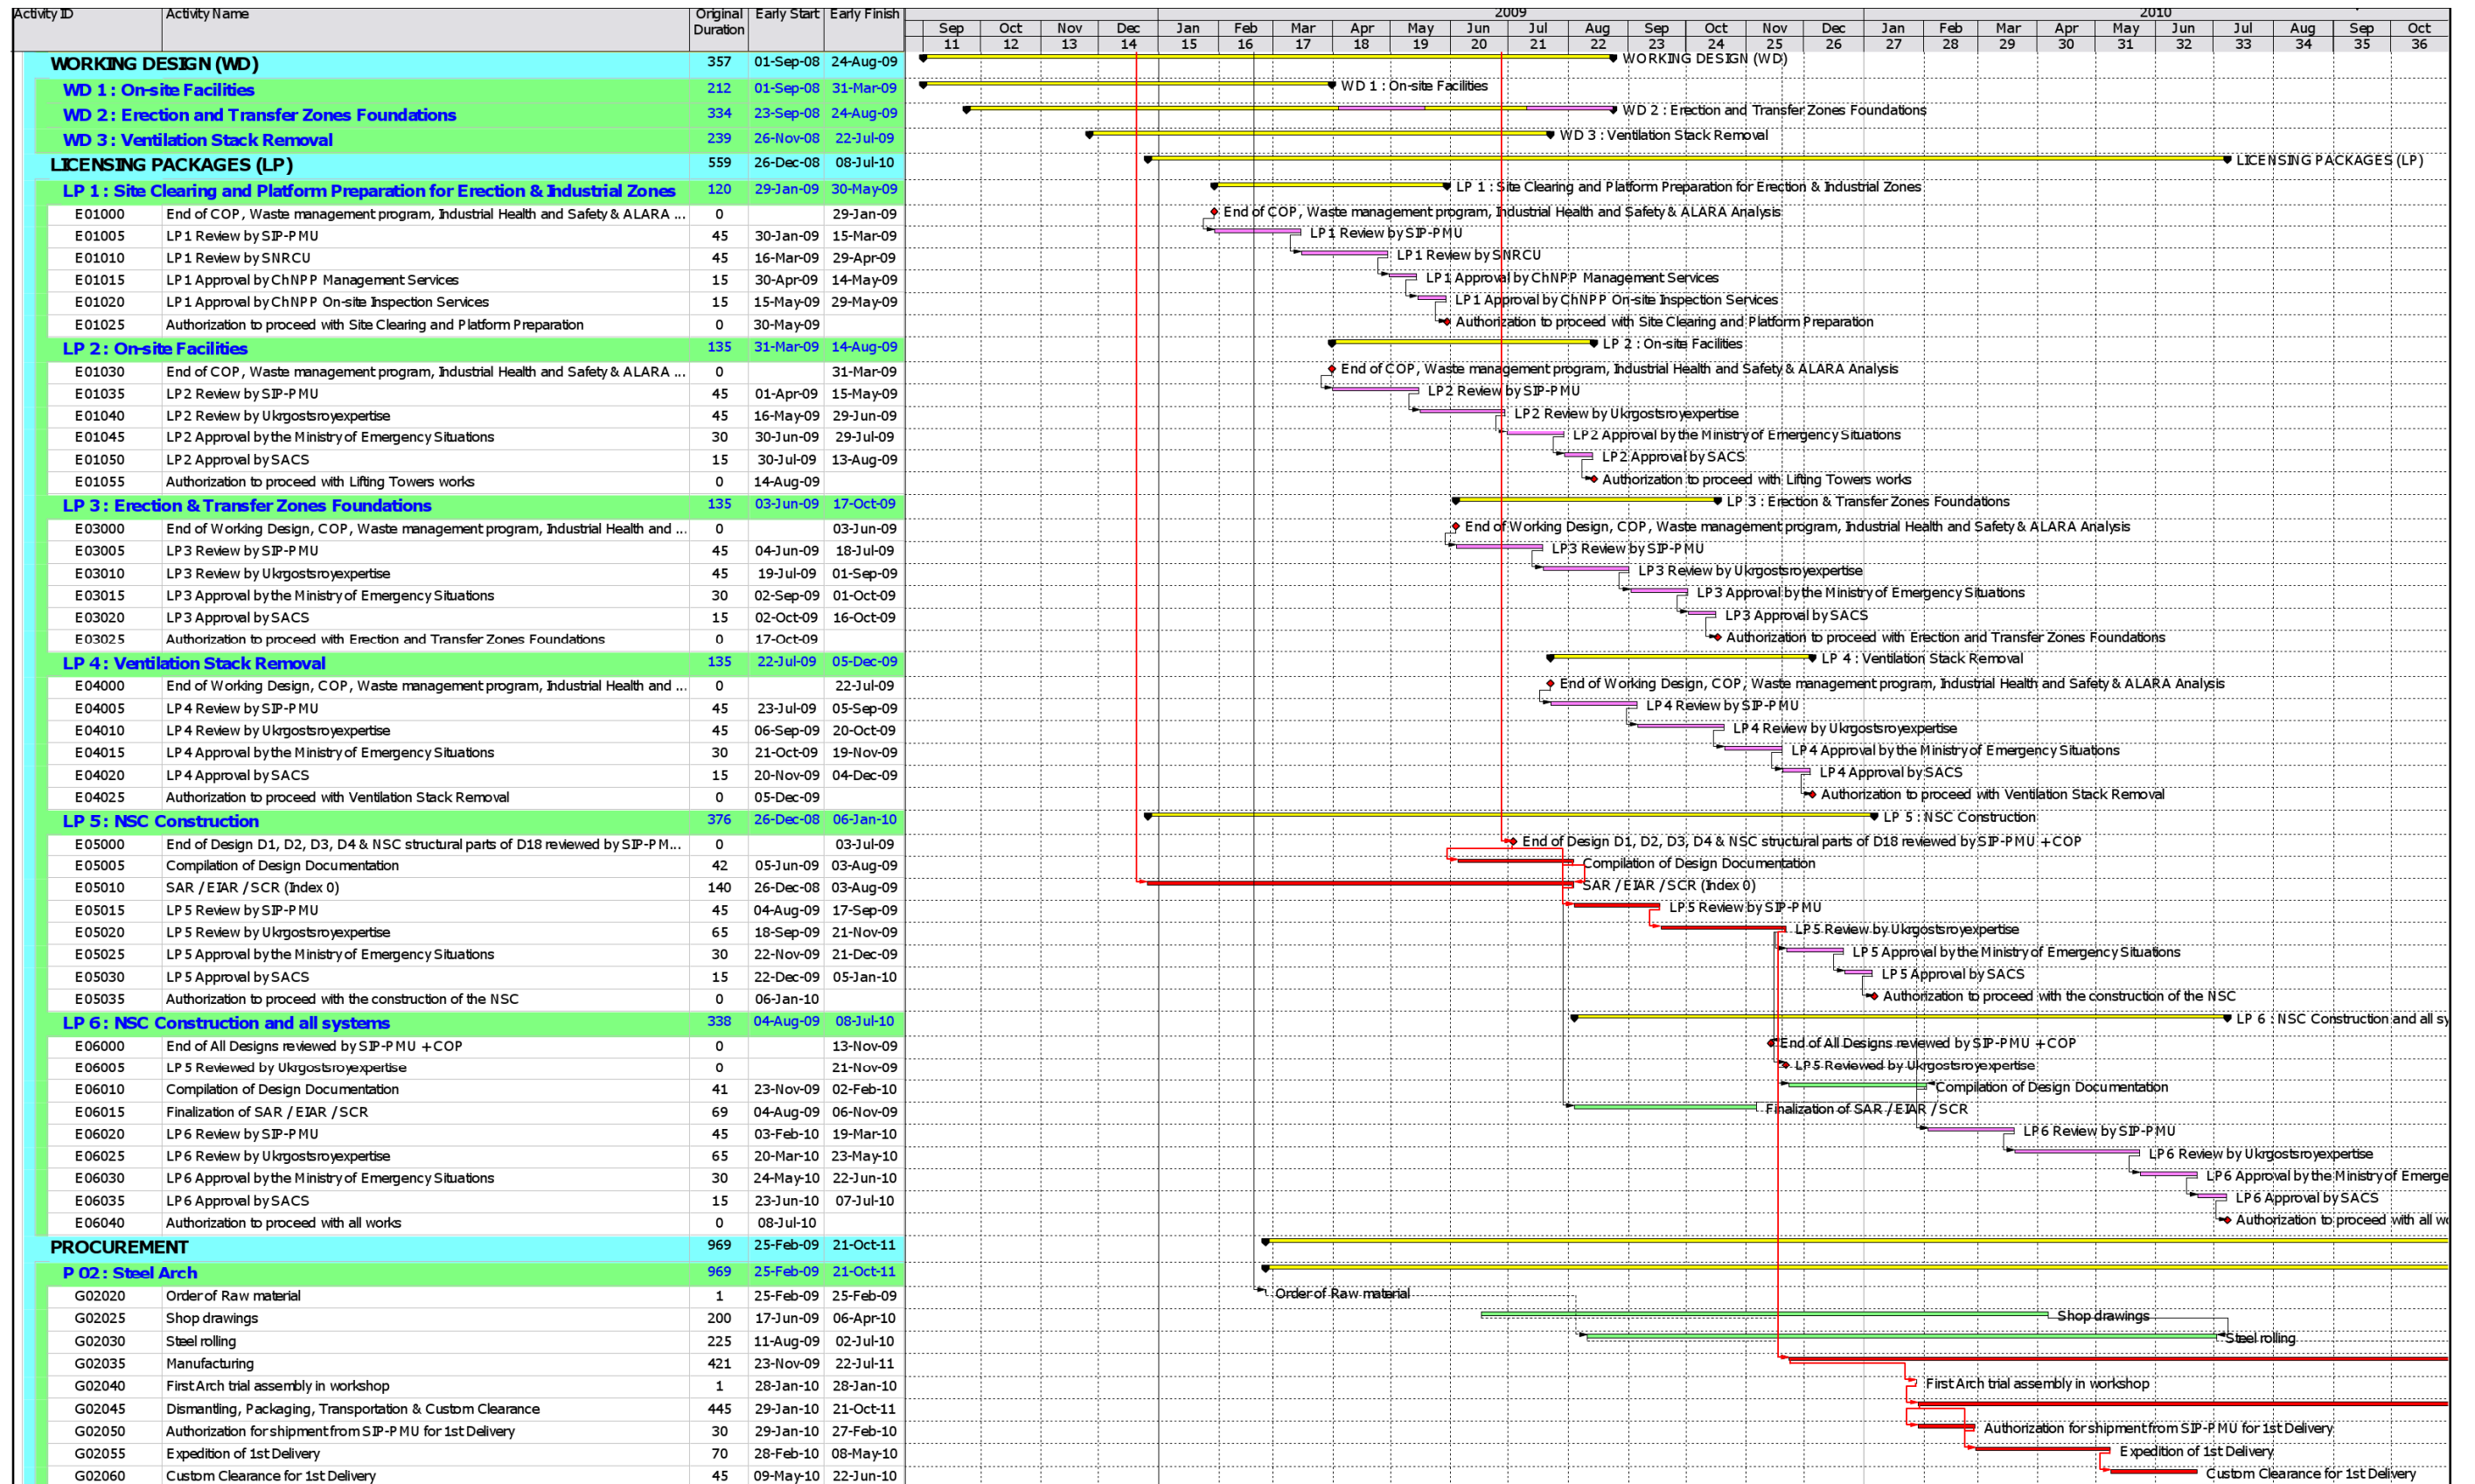 Activity ID Activity Name Original Duration Early Start Early Finish 2009 2010
Sep Oct Nov Dec Jan Feb Mar Apr May Jun Jul Aug Sep Oct Nov Dec Jan Feb Mar Apr May Jun Jul Aug Sep Oct
11 12 13 14 15 16 17 18 19 20 21 22 23 24 25 26 27 28 29 30 31 32 33 34 35 36
WORKING DESIGN (WD) 357 01-Sep-08 24-Aug-09 WORKING DESIGN (WD)
WD 1 : On-site Facilities 212 01-Sep-08 31-Mar-09 WD 1 : On-site Facilities
WD 2 : Erection and Transfer Zones Foundations 334 23-Sep-08 24-Aug-09 WD 2 : Erection and Transfer Zones Foundations
WD 3 : Ventilation Stack Removal 239 26-Nov-08 22-Jul-09 WD 3 : Ventilation Stack Removal
LICENSING PACKAGES (LP) 559 26-Dec-08 08-Jul-10 LICENSING PACKAGES (LP)
LP 1 : Site Clearing and Platform Preparation for Erection & Industrial Zones 120 29-Jan-09 30-May-09 LP 1 : Site Clearing and Platform Preparation for Erection & Industrial Zones
E01000 End of COP, Waste management program, Industrial Health and Safety & ALARA ... 0 29-Jan-09 End of COP, Waste management program, Industrial Health and Safety & ALARA Analysis
E01005 LP1 Review by SIP-PMU 45 30-Jan-09 15-Mar-09 LP1 Review by SIP-PMU
E01010 LP1 Review by SNRCU 45 16-Mar-09 29-Apr-09 LP1 Review by SNRCU
E01015 LP1 Approval by ChNPP Management Services 15 30-Apr-09 14-May-09 LP1 Approval by ChNPP Management Services
E01020 LP1 Approval by ChNPP On-site Inspection Services 15 15-May-09 29-May-09 LP1 Approval by ChNPP On-site Inspection Services
E01025 Authorization to proceed with Site Clearing and Platform Preparation 0 30-May-09 Authorization to proceed with Site Clearing and Platform Preparation
LP 2 : On-site Facilities 135 31-Mar-09 14-Aug-09 LP 2 : On-site Facilities
E01030 End of COP, Waste management program, Industrial Health and Safety & ALARA ... 0 31-Mar-09 End of COP, Waste management program, Industrial Health and Safety & ALARA Analysis
E01035 LP2 Review by SIP-PMU 45 01-Apr-09 15-May-09 LP2 Review by SIP-PMU
E01040 LP2 Review by Ukrgostsroyexpertise 45 16-May-09 29-Jun-09 LP2 Review by Ukrgostsroyexpertise
E01045 LP2 Approval by the Ministry of Emergency Situations 30 30-Jun-09 29-Jul-09 LP2 Approval by the Ministry of Emergency Situations
E01050 LP2 Approval by SACS 15 30-Jul-09 13-Aug-09 LP2 Approval by SACS
E01055 Authorization to proceed with Lifting Towers works 0 14-Aug-09 Authorization to proceed with Lifting Towers works
LP 3 : Erection & Transfer Zones Foundations 135 03-Jun-09 17-Oct-09 LP 3 : Erection & Transfer Zones Foundations
E03000 End of Working Design, COP, Waste management program, Industrial Health and ... 0 03-Jun-09 End of Working Design, COP, Waste management program, Industrial Health and Safety & ALARA Analysis
E03005 LP3 Review by SIP-PMU 45 04-Jun-09 18-Jul-09 LP3 Review by SIP-PMU
E03010 LP3 Review by Ukrgostsroyexpertise 45 19-Jul-09 01-Sep-09 LP3 Review by Ukrgostsroyexpertise
E03015 LP3 Approval by the Ministry of Emergency Situations 30 02-Sep-09 01-Oct-09 LP3 Approval by the Ministry of Emergency Situations
E03020 LP3 Approval by SACS 15 02-Oct-09 16-Oct-09 LP3 Approval by SACS
E03025 Authorization to proceed with Erection and Transfer Zones Foundations 0 17-Oct-09 Authorization to proceed with Erection and Transfer Zones Foundations
LP 4 : Ventilation Stack Removal 135 22-Jul-09 05-Dec-09 LP 4 : Ventilation Stack Removal
E04000 End of Working Design, COP, Waste management program, Industrial Health and ... 0 22-Jul-09 End of Working Design, COP, Waste management program, Industrial Health and Safety & ALARA Analysis
E04005 LP4 Review by SIP-PMU 45 23-Jul-09 05-Sep-09 LP4 Review by SIP-PMU
E04010 LP4 Review by Ukrgostsroyexpertise 45 06-Sep-09 20-Oct-09 LP4 Review by Ukrgostsroyexpertise
E04015 LP4 Approval by the Ministry of Emergency Situations 30 21-Oct-09 19-Nov-09 LP4 Approval by the Ministry of Emergency Situations
E04020 LP4 Approval by SACS 15 20-Nov-09 04-Dec-09 LP4 Approval by SACS
E04025 Authorization to proceed with Ventilation Stack Removal 0 05-Dec-09 Authorization to proceed with Ventilation Stack Removal
LP 5 : NSC Construction 376 26-Dec-08 06-Jan-10 LP 5 : NSC Construction
E05000 End of Design D1, D2, D3, D4 & NSC structural parts of D18 reviewed by SIP-PM... 0 03-Jul-09 End of Design D1, D2, D3, D4 & NSC structural parts of D18 reviewed by SIP-PMU +COP
E05005 Compilation of Design Documentation 42 05-Jun-09 03-Aug-09 Compilation of Design Documentation
E05010 SAR / EIAR / SCR (Index 0) 140 26-Dec-08 03-Aug-09 SAR / EIAR / SCR (Index 0)
E05015 LP5 Review by SIP-PMU 45 04-Aug-09 17-Sep-09 LP5 Review by SIP-PMU
E05020 LP5 Review by Ukrgostsroyexpertise 65 18-Sep-09 21-Nov-09 LP5 Review by Ukrgostsroyexpertise
E05025 LP5 Approval by the Ministry of Emergency Situations 30 22-Nov-09 21-Dec-09 LP5 Approval by the Ministry of Emergency Situations
E05030 LP5 Approval by SACS 15 22-Dec-09 05-Jan-10 LP5 Approval by SACS
E05035 Authorization to proceed with the construction of the NSC 0 06-Jan-10 Authorization to proceed with the construction of the NSC
LP 6 : NSC Construction and all systems 338 04-Aug-09 08-Jul-10 LP 6 : NSC Construction and all sy
E06000 End of All Designs reviewed by SIP-PMU +COP 0 13-Nov-09 End of All Designs reviewed by SIP-PMU +COP
E06005 LP5 Reviewed by Ukrgostsroyexpertise 0 21-Nov-09 LP5 Reviewed by Ukrgostsroyexpertise
E06010 Compilation of Design Documentation 41 23-Nov-09 02-Feb-10 Compilation of Design Documentation
E06015 Finalization of SAR / EIAR / SCR 69 04-Aug-09 06-Nov-09 Finalization of SAR / EIAR / SCR
E06020 LP6 Review by SIP-PMU 45 03-Feb-10 19-Mar-10 LP6 Review by SIP-PMU
E06025 LP6 Review by Ukrgostsroyexpertise 65 20-Mar-10 23-May-10 LP6 Review by Ukrgostsroyexpertise
E06030 LP6 Approval by the Ministry of Emergency Situations 30 24-May-10 22-Jun-10 LP6 Approval by the Ministry of Emerge
E06035 LP6 Approval by SACS 15 23-Jun-10 07-Jul-10 LP6 Approval by SACS
E06040 Authorization to proceed with all works 0 08-Jul-10 Authorization to proceed with all wo
PROCUREMENT 969 25-Feb-09 21-Oct-11
P 02 : Steel Arch 969 25-Feb-09 21-Oct-11
G02020 Order of Raw material 1 25-Feb-09 25-Feb-09 Order of Raw material
G02025 Shop drawings 200 17-Jun-09 06-Apr-10 Shop drawings
G02030 Steel rolling 225 11-Aug-09 02-Jul-10 Steel rolling
G02035 Manufacturing 421 23-Nov-09 22-Jul-11
G02040 First Arch trial assembly in workshop 1 28-Jan-10 28-Jan-10 First Arch trial assembly in workshop
G02045 Dismantling, Packaging, Transportation & Custom Clearance 445 29-Jan-10 21-Oct-11
G02050 Authorization for shipment from SIP-PMU for 1st Delivery 30 29-Jan-10 27-Feb-10 Authorization for shipment from SIP-PMU for 1st Delivery
G02055 Expedition of 1st Delivery 70 28-Feb-10 08-May-10 Expedition of 1st Delivery
G02060 Custom Clearance for 1st Delivery 45 09-May-10 22-Jun-10 Custom Clearance for 1st Delivery